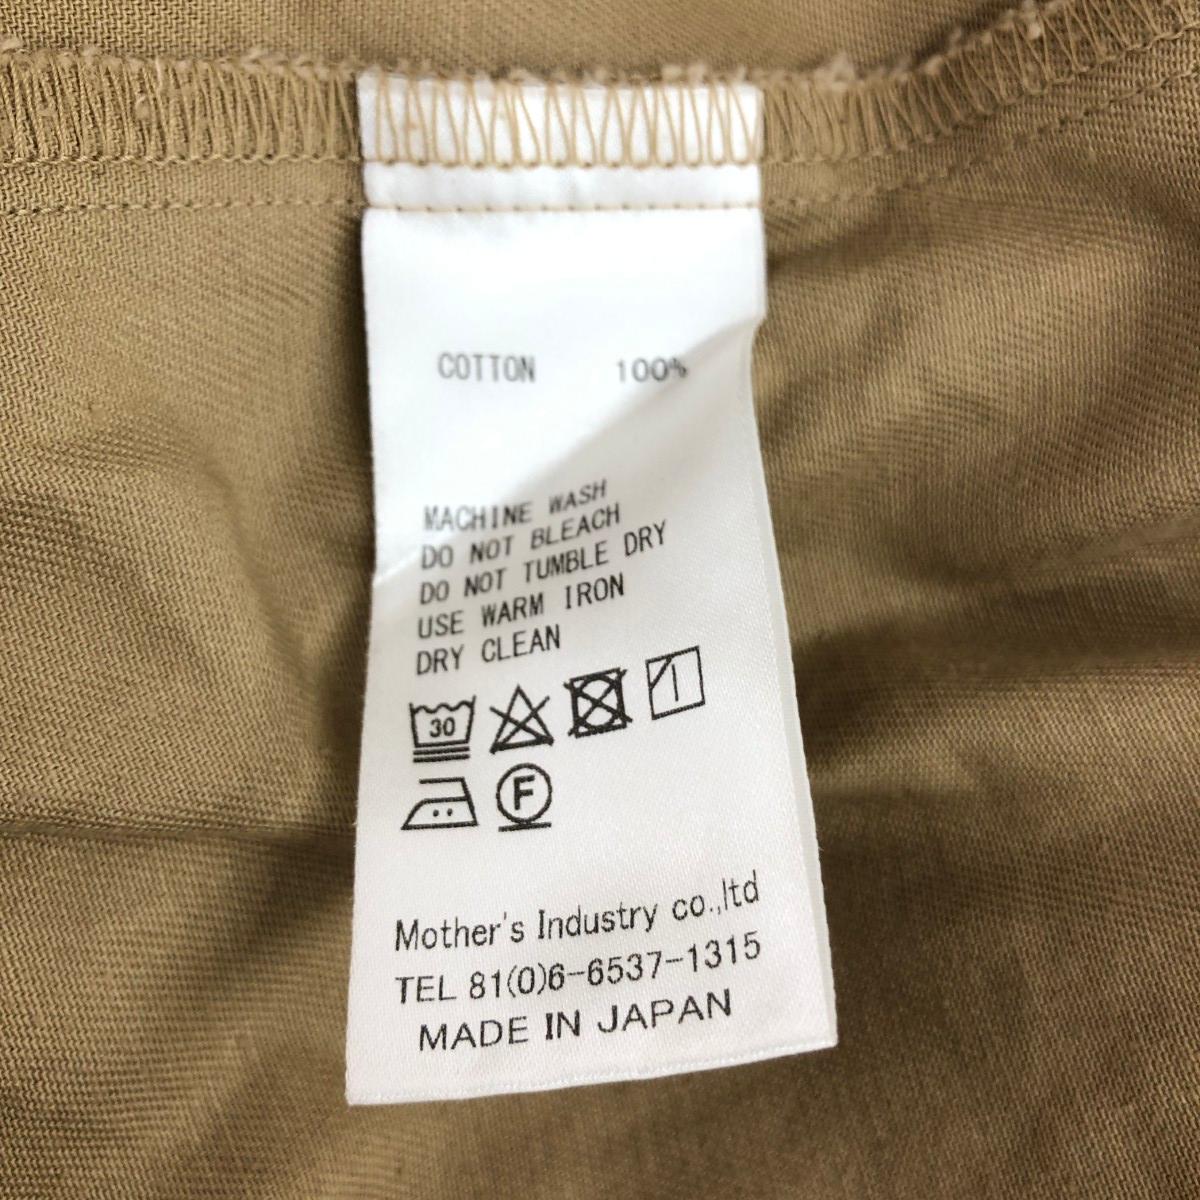 COTTON 100%
MACHINE WASH
DO NOT BLEACH
DO NOT TUMBLE DRY
USE WARM IRON
DRY CLEAN
30
F
Mother's Industry co.,ltd
TEL 81(0)6-6537-1315
MADE IN JAPAN